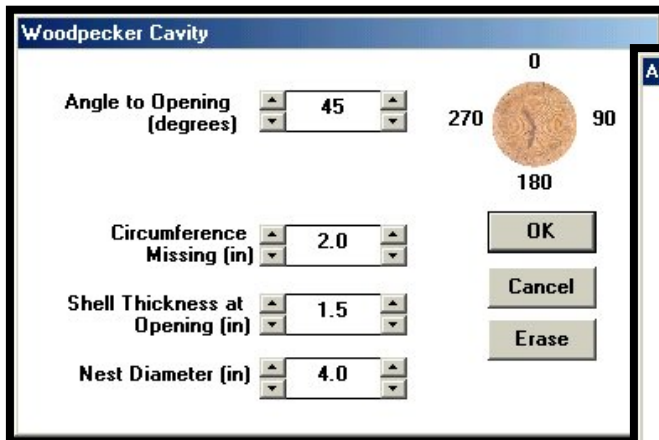 Woodpecker Cavity
A
0
Angle to Opening
(degrees)
45
270
90
180
Circumference
Missing (in)
2.0
OK
Shell Thickness at
Opening (in)
1.5
Cancel
Nest Diameter (in)
4.0
Erase